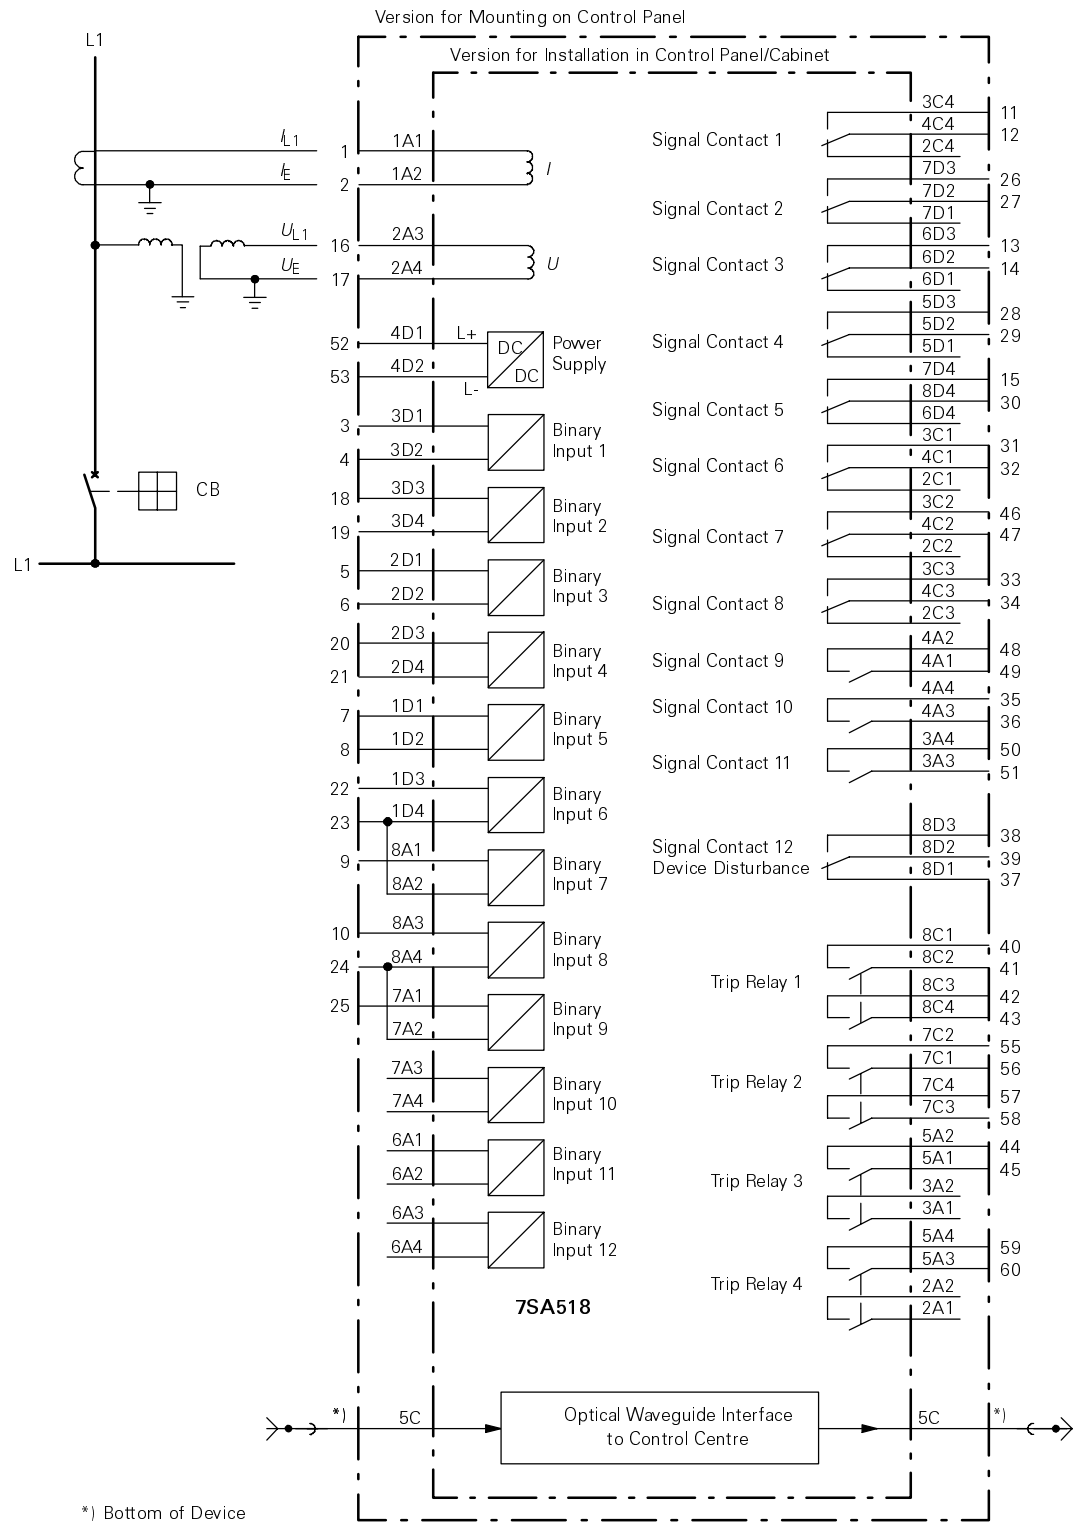 Version for Mounting on Control Panel
L1
Version for Installation in Control Panel/Cabinet
IL1 1 1A1
IE 2 1A2 I
UL1 16 2A3
UE 17 2A4 U
52 4D1 L+
DC
DC
Power
Supply
53 4D2 L-
3 3D1
4 3D2
Binary
Input 1
18 3D3
19 3D4
Binary
Input 2
CB
5 2D1
6 2D2
Binary
Input 3
L1
20 2D3
21 2D4
Binary
Input 4
7 1D1
8 1D2
Binary
Input 5
22 1D3
23 1D4
Binary
Input 6
9 8A1
8A2
Binary
Input 7
10 8A3
24 8A4
Binary
Input 8
25 7A1
7A2
Binary
Input 9
7A3
7A4
Binary
Input 10
6A1
6A2
Binary
Input 11
6A3
6A4
Binary
Input 12
7SA518
Signal Contact 1
3C4 11
4C4 12
2C4
Signal Contact 2
7D3 26
7D2 27
7D1
Signal Contact 3
6D3 13
6D2 14
6D1
Signal Contact 4
5D3 28
5D2 29
5D1
Signal Contact 5
7D4 15
8D4 30
6D4
Signal Contact 6
3C1 31
4C1 32
2C1
Signal Contact 7
3C2 46
4C2 47
2C2
Signal Contact 8
3C3 33
4C3 34
2C3
Signal Contact 9
4A2 48
4A1 49
Signal Contact 10
4A4 35
4A3 36
Signal Contact 11
3A4 50
3A3 51
Signal Contact 12
Device Disturbance
8D3 38
8D2 39
8D1 37
Trip Relay 1
8C1 40
8C2 41
8C3 42
8C4 43
Trip Relay 2
7C2 55
7C1 56
7C4 57
7C3 58
Trip Relay 3
5A2 44
5A1 45
3A2
3A1
Trip Relay 4
5A4 59
5A3 60
2A2
2A1
*) 5C
Optical Waveguide Interface
to Control Centre
5C *)
*) Bottom of Device